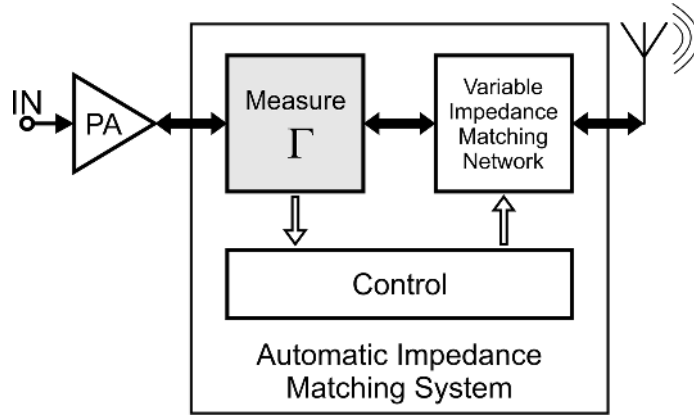 IN
PA
Measure
Γ
Variable
Impedance
Matching
Network
Control
Automatic Impedance
Matching System